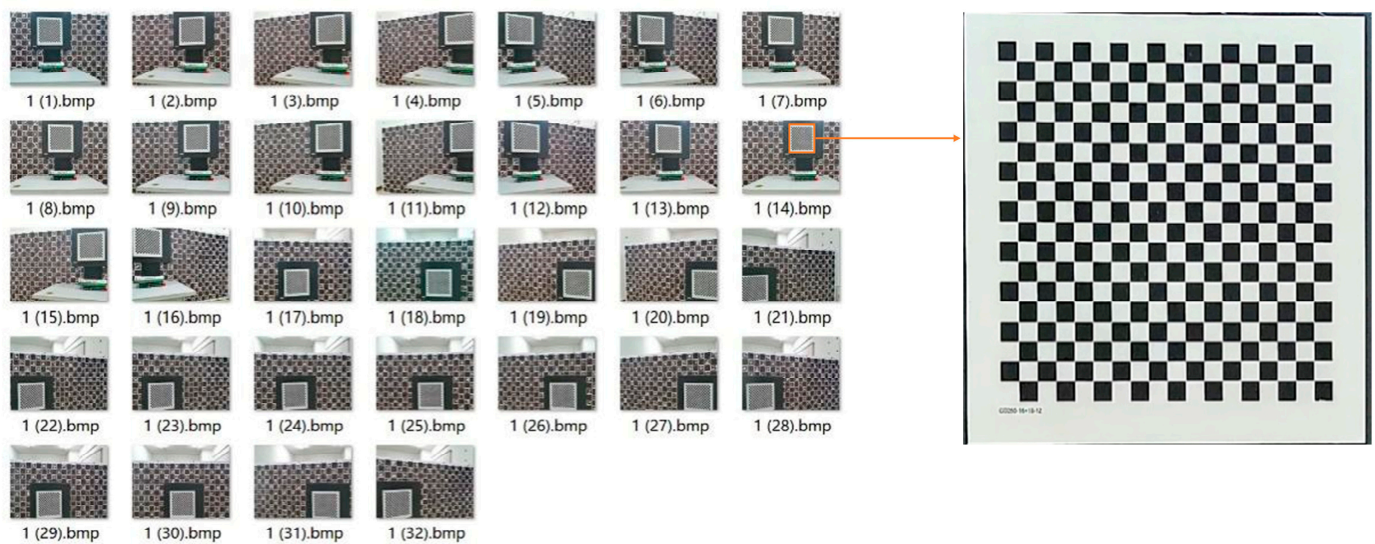 1 (1).bmp 1 (2).bmp 1 (3).bmp 1 (4).bmp 1 (5).bmp 1 (6).bmp 1 (7).bmp
1 (8).bmp 1 (9).bmp 1 (10).bmp 1 (11).bmp 1 (12).bmp 1 (13).bmp 1 (14).bmp
1 (15).bmp 1 (16).bmp 1 (17).bmp 1 (18).bmp 1 (19).bmp 1 (20).bmp 1 (21).bmp
1 (22).bmp 1 (23).bmp 1 (24).bmp 1 (25).bmp 1 (26).bmp 1 (27).bmp 1 (28).bmp
1 (29).bmp 1 (30).bmp 1 (31).bmp 1 (32).bmp